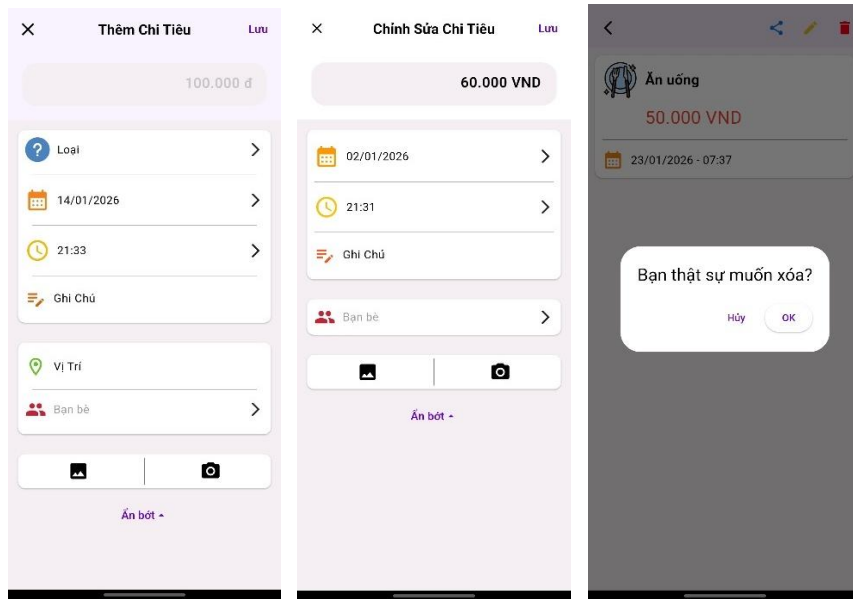 Thêm Chi Tiêu
Lưu
100.000 đ
Loại
14/01/2026
21:33
Ghi Chú
Vị Trí
Bạn bè
Ẩn bớt
Chỉnh Sửa Chi Tiêu
Lưu
60.000 VND
02/01/2026
21:31
Ghi Chú
Bạn bè
Ẩn bớt
Ăn uống
50.000 VND
23/01/2026 - 07:37
Bạn thật sự muốn xóa?
Hủy
OK